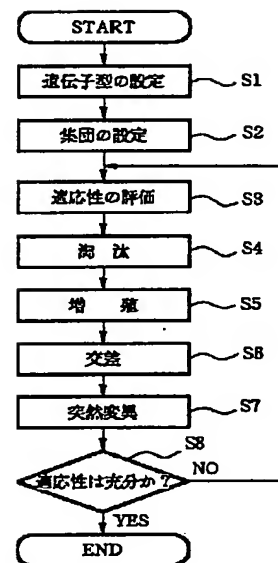 START
遺伝子型の設定 S1
集団の設定 S2
適応性の評価 S3
淘汰 S4
増殖 S5
交差 S6
突然変異 S7
S8
適応性は充分か? NO
YES
END